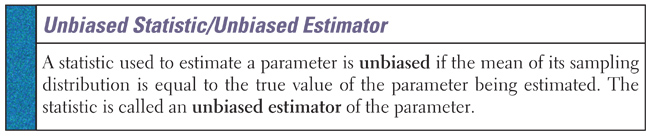 Unbiased Statistic/Unbiased Estimator
A statistic used to estimate a parameter is unbiased if the mean of its sampling
distribution is equal to the true value of the parameter being estimated. The
statistic is called an unbiased estimator of the parameter.